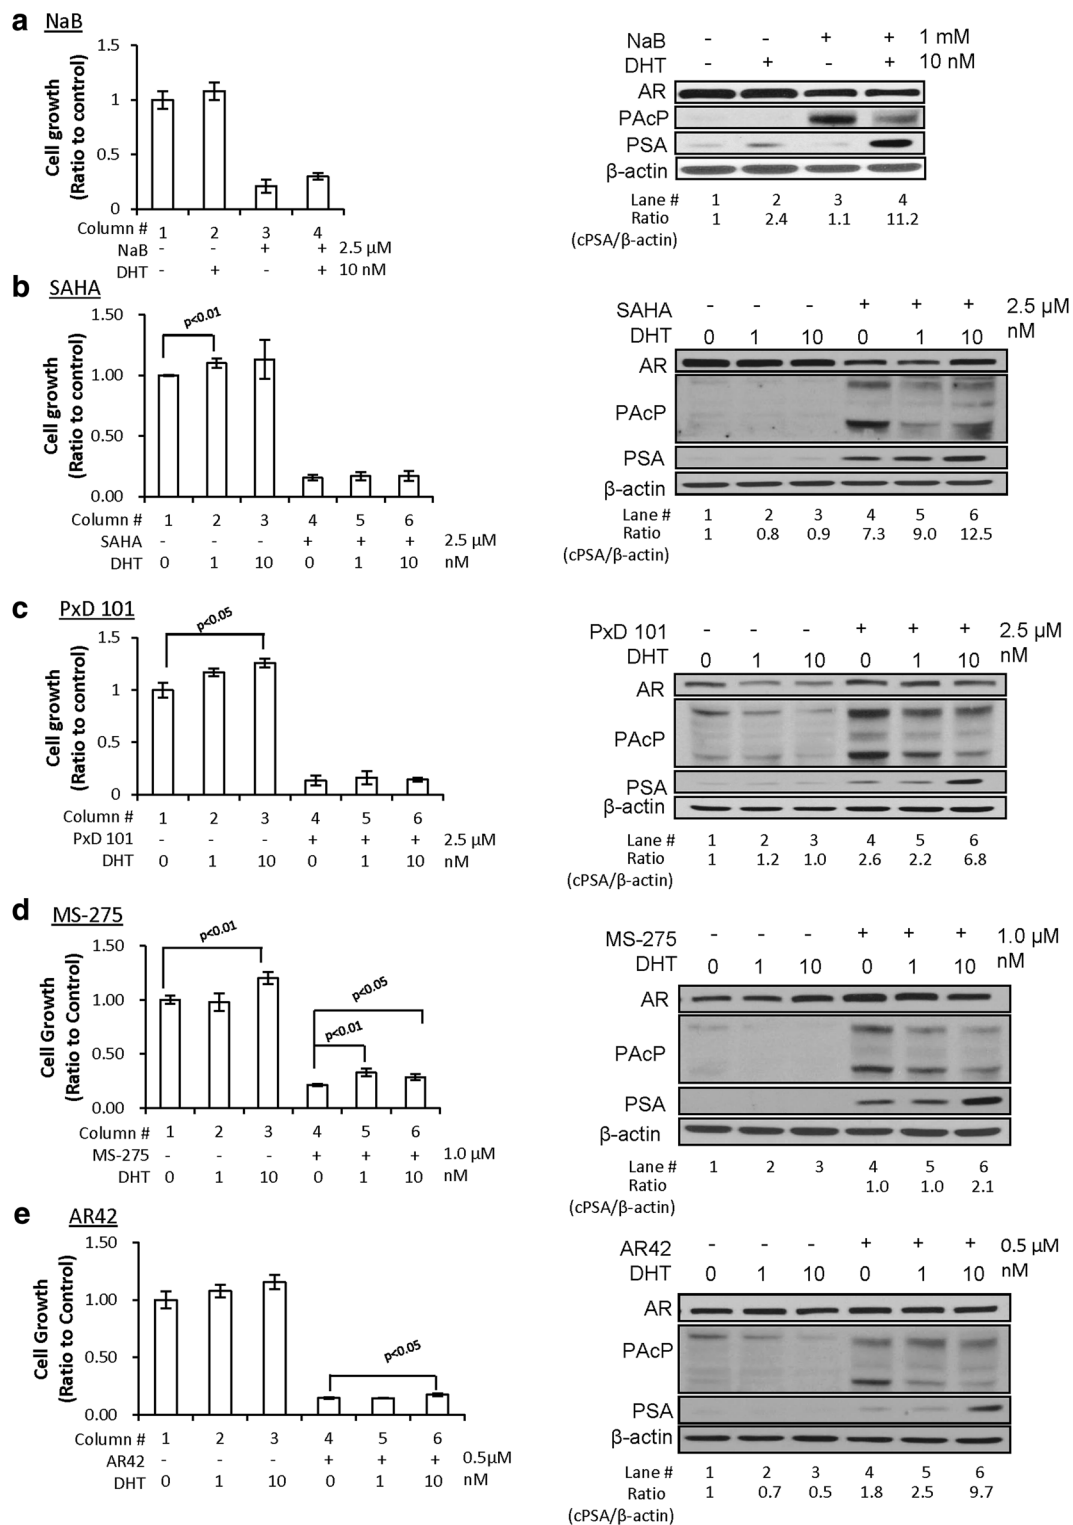 a NaB
Cell growth
(Ratio to control)
1.5
1
0.5
0
Column # 1 2 3 4
NaB - - + + 2.5 µM
DHT - + - + 10 nM
NaB - - + + 1 mM
DHT - + - + 10 nM
AR
PAcP
PSA
β-actin
Lane # 1 2 3 4
Ratio 1 2.4 1.1 11.2
(cPSA/β-actin)
b SAHA
Cell growth
(Ratio to control)
1.50
1.00
0.50
0.00
p<0.01
Column # 1 2 3 4 5 6
SAHA - - - + + + 2.5 µM
DHT 0 1 10 0 1 10 nM
SAHA - - - + + + 2.5 µM
DHT 0 1 10 0 1 10 nM
AR
PAcP
PSA
β-actin
Lane # 1 2 3 4 5 6
Ratio 1 0.8 0.9 7.3 9.0 12.5
(cPSA/β-actin)
c PxD 101
Cell growth
(Ratio to control)
1.5
1
0.5
0
p<0.05
Column # 1 2 3 4 5 6
PxD 101 - - - + + + 2.5 µM
DHT 0 1 10 0 1 10 nM
PxD 101 - - - + + + 2.5 µM
DHT 0 1 10 0 1 10 nM
AR
PAcP
PSA
β-actin
Lane # 1 2 3 4 5 6
Ratio 1 1.2 1.0 2.6 2.2 6.8
(cPSA/β-actin)
d MS-275
Cell Growth
(Ratio to Control)
1.50
1.00
0.50
0.00
p<0.01
p<0.05
p<0.01
Column # 1 2 3 4 5 6
MS-275 - - - + + + 1.0 µM
DHT 0 1 10 0 1 10 nM
MS-275 - - - + + + 1.0 µM
DHT 0 1 10 0 1 10 nM
AR
PAcP
PSA
β-actin
Lane # 1 2 3 4 5 6
Ratio 1.0 1.0 2.1
(cPSA/β-actin)
e AR42
Cell Growth
(Ratio to Control)
1.50
1.00
0.50
0.00
p<0.05
Column # 1 2 3 4 5 6
AR42 - - - + + + 0.5µM
DHT 0 1 10 0 1 10 nM
AR42 - - - + + + 0.5 µM
DHT 0 1 10 0 1 10 nM
AR
PAcP
PSA
β-actin
Lane # 1 2 3 4 5 6
Ratio 1 0.7 0.5 1.8 2.5 9.7
(cPSA/β-actin)